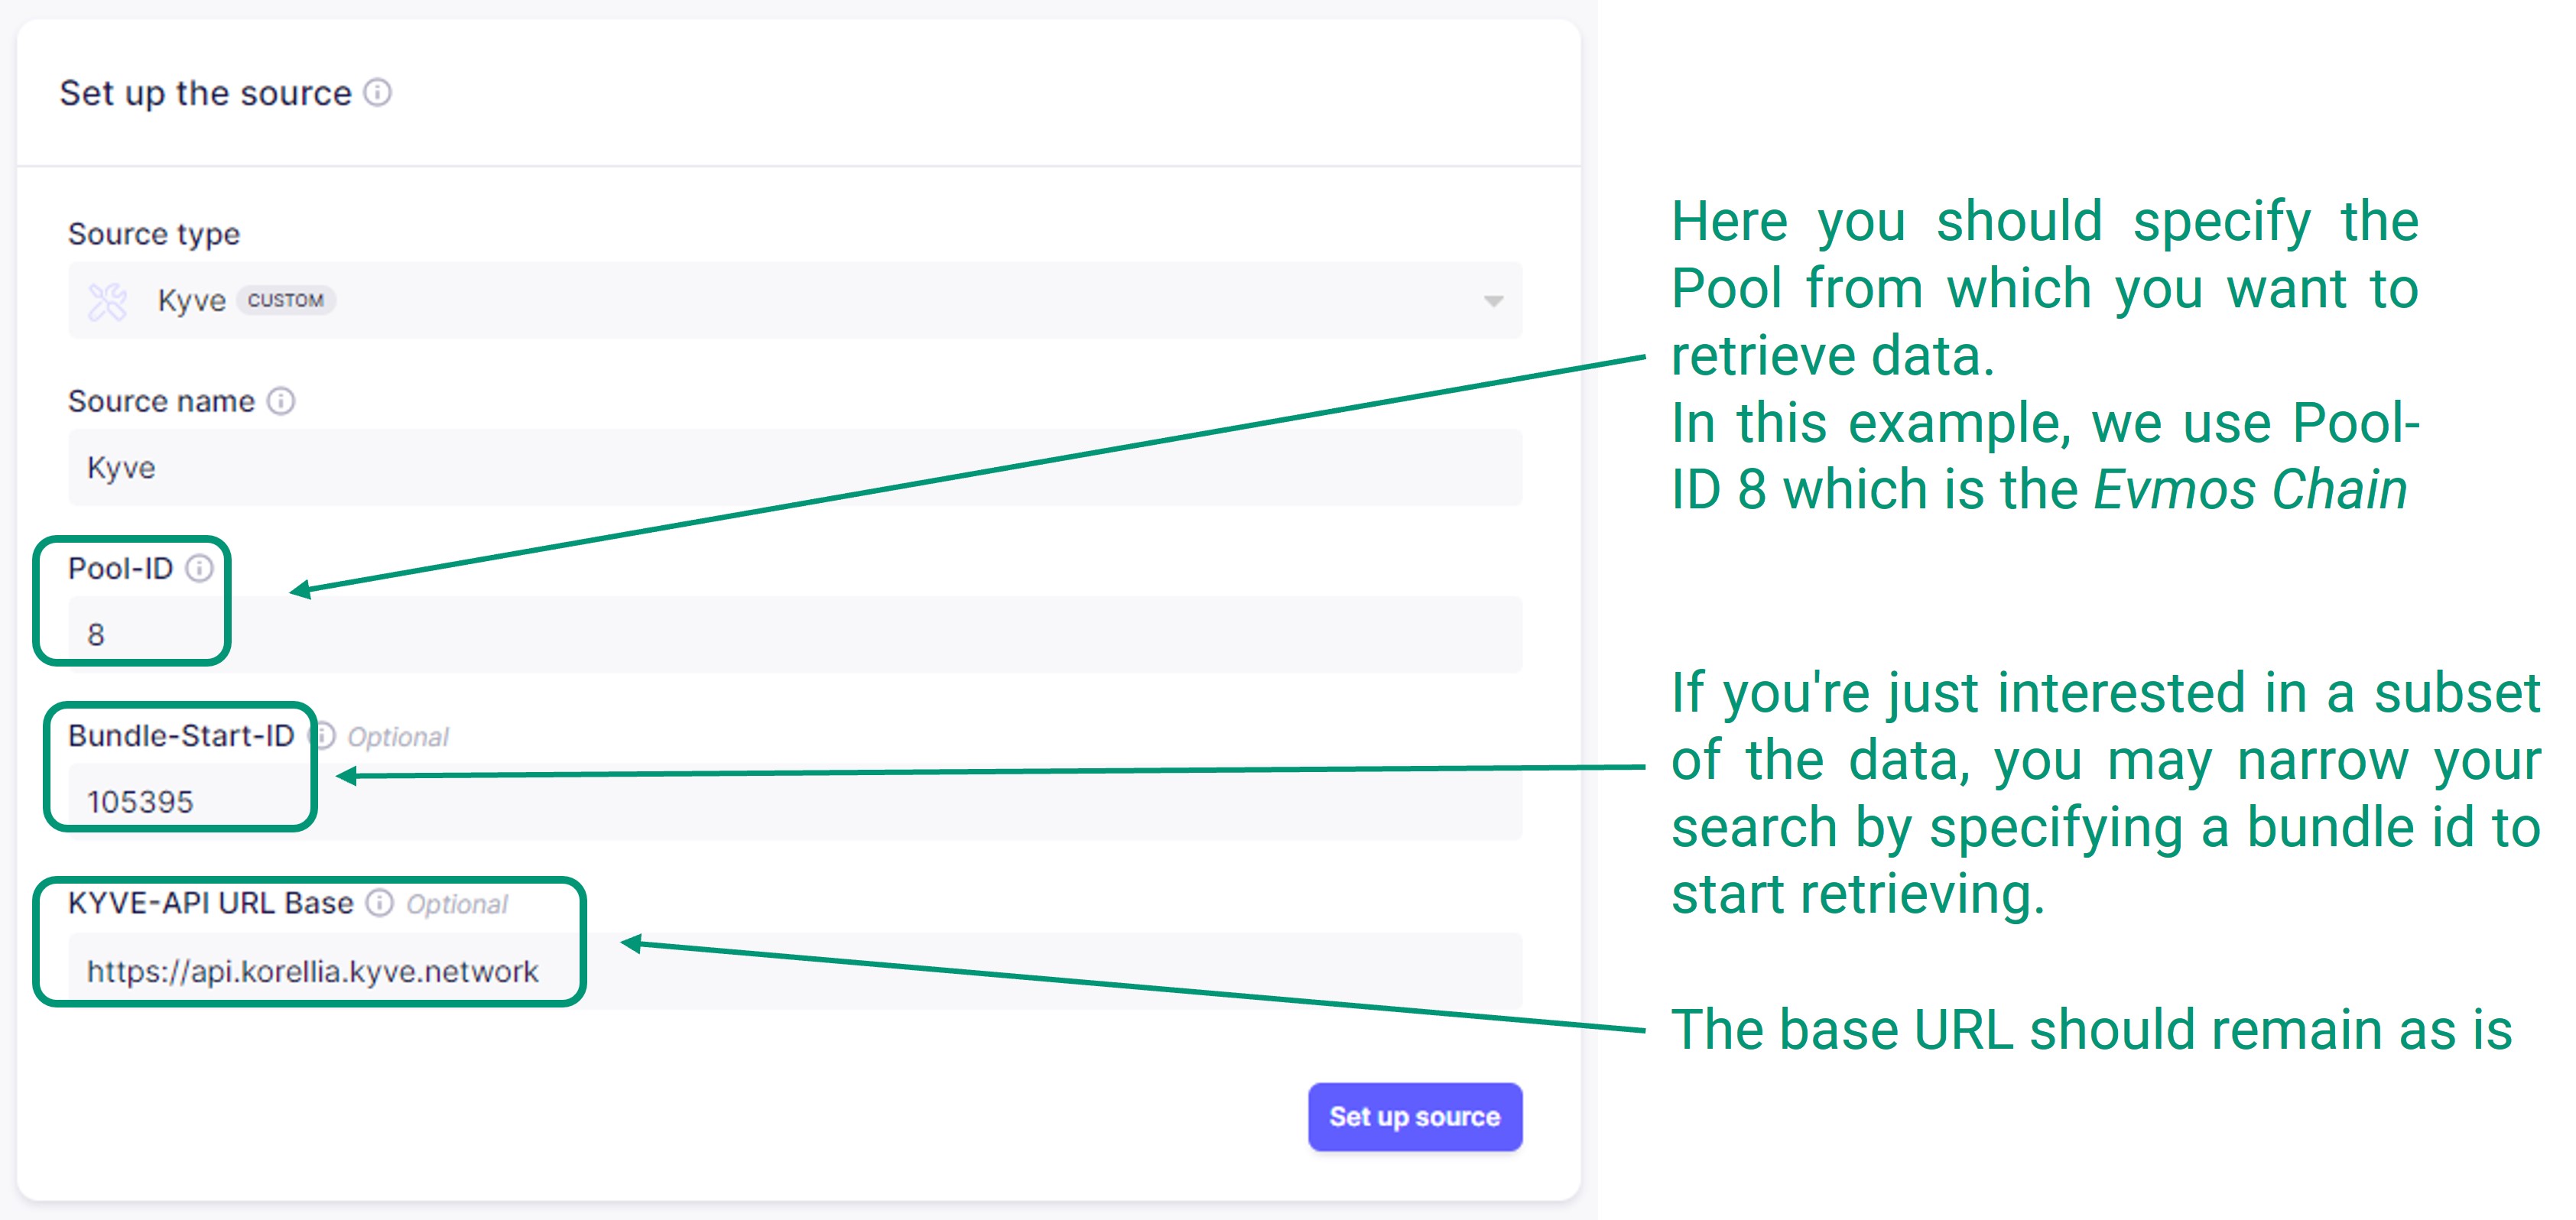 Set up the source
Source type
Kyve CUSTOM
Source name
Kyve
Pool-ID
8
Bundle-Start-ID Optional
105395
KYVE-API URL Base Optional
https://api.korellia.kyve.network
Set up source
Here you should specify the
Pool from which you want to
retrieve data.
In this example, we use Pool-
ID 8 which is the Evmos Chain
If you're just interested in a subset
of the data, you may narrow your
search by specifying a bundle id to
start retrieving.
The base URL should remain as is